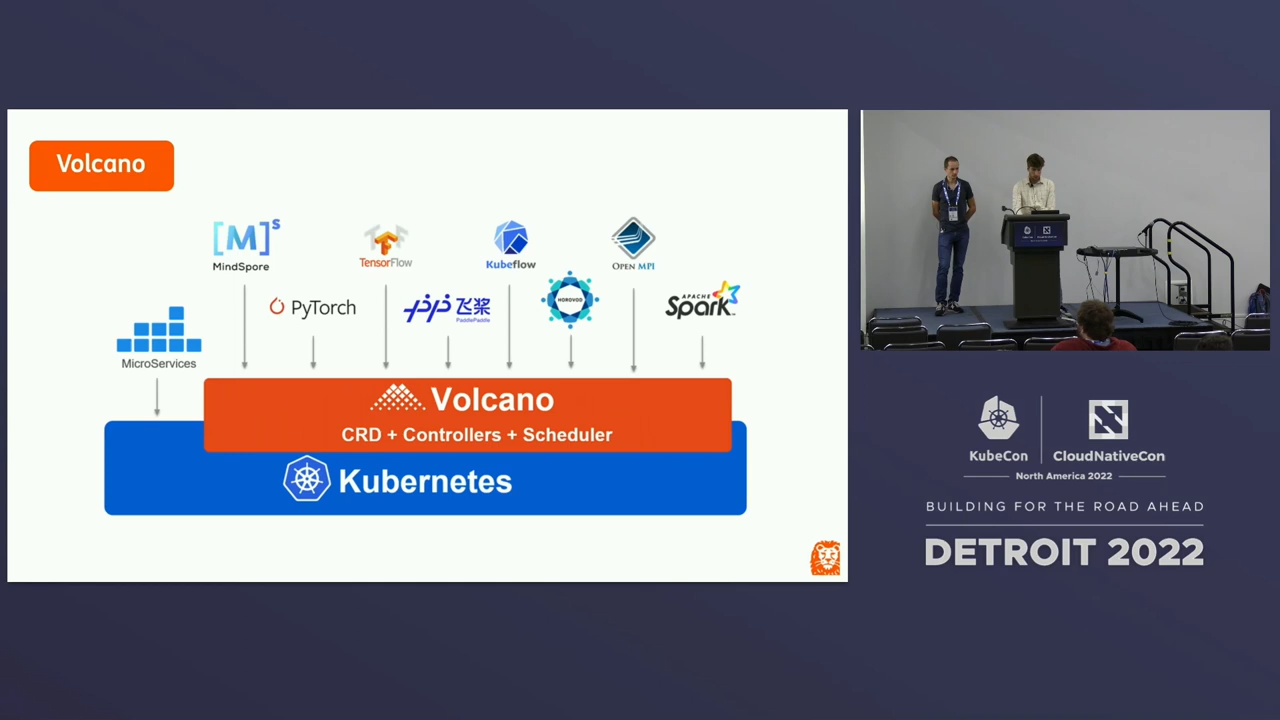 Volcano
[M]s
MindSpore
TensorFlow
Kubeflow
OPEN MPI
PyTorch
飞桨
PaddlePaddle
HOROVOD
APACHE
Spark
MicroServices
Volcano
CRD + Controllers + Scheduler
Kubernetes
KubeCon
CloudNativeCon
North America 2022
BUILDING FOR THE ROAD AHEAD
DETROIT 2022